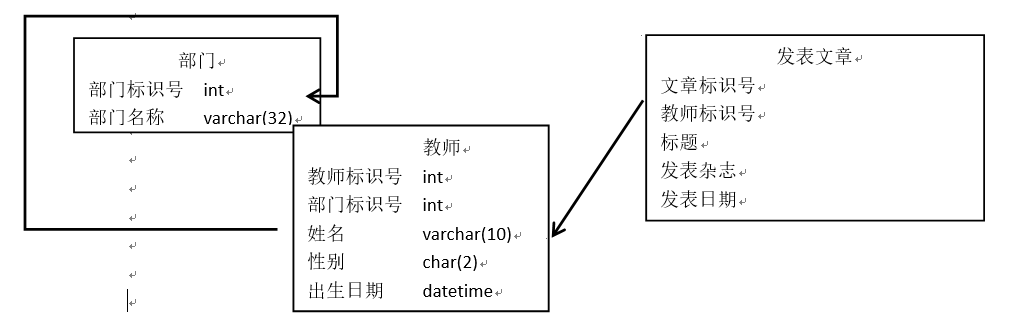 部门
部门标识号 int
部门名称 varchar(32)
教师
教师标识号 int
部门标识号 int
姓名 varchar(10)
性别 char(2)
出生日期 datetime
发表文章
文章标识号
教师标识号
标题
发表杂志
发表日期